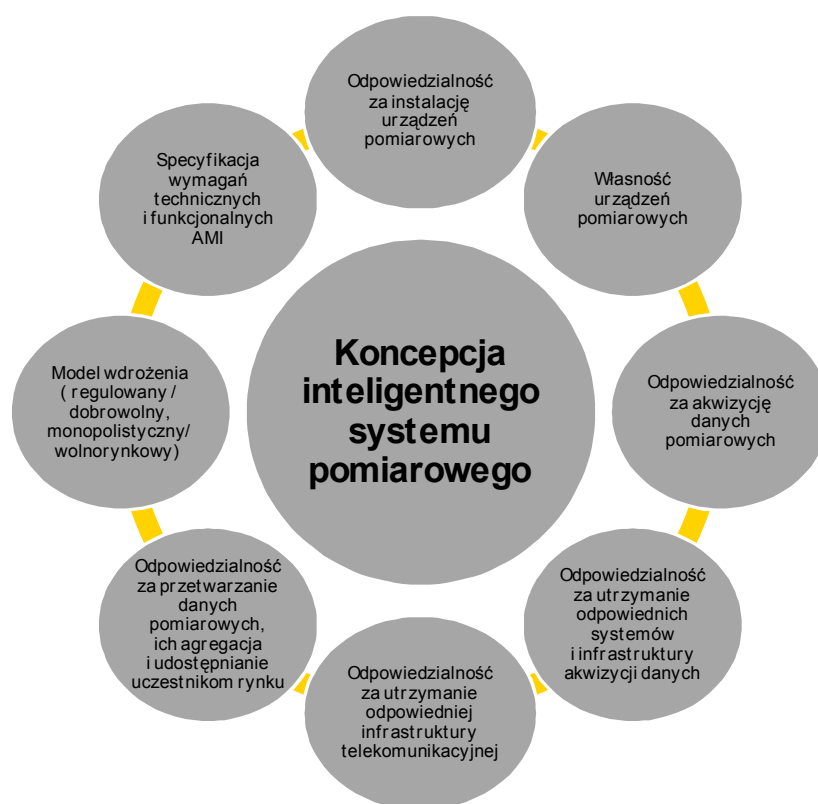 Odpowiedzialność
za instalację
urządzeń
pomiarowych
Własność
urządzeń
pomiarowych
Odpowiedzialność
za akwizycję
danych
pomiarowych
Odpowiedzialność
za utrzymanie
odpowiednich
systemów
i infrastruktury
akwizycji danych
Odpowiedzialność
za utrzymanie
odpowiedniej
infrastruktury
telekomunikacyjnej
Odpowiedzialność
za przetwarzanie
danych
pomiarowych,
ich agregacja
i udostępnianie
uczestnikom rynku
Model wdrożenia
( regulowany /
dobrowolny,
monopolistyczny/
wolnorynkowy)
Specyfikacja
wymagań
technicznych
i funkcjonalnych
AMI
Koncepcja
inteligentnego
systemu
pomiarowego